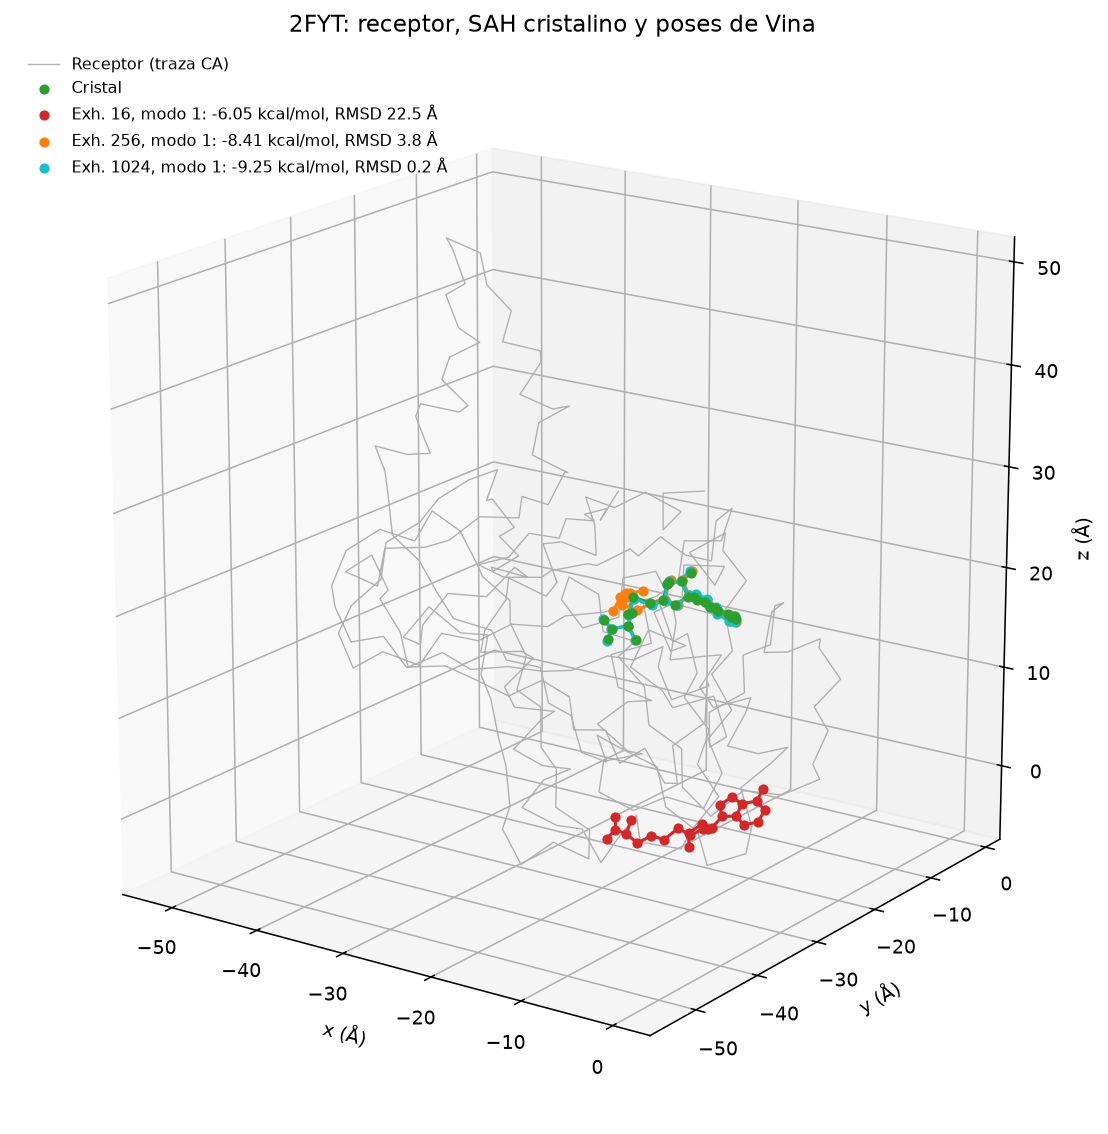 2FYT: receptor, SAH cristalino y poses de Vina
Receptor (traza CA)
Cristal
Exh. 16, modo 1: -6.05 kcal/mol, RMSD 22.5 Å
Exh. 256, modo 1: -8.41 kcal/mol, RMSD 3.8 Å
Exh. 1024, modo 1: -9.25 kcal/mol, RMSD 0.2 Å
50
40
30
20
10
0
z (Å)
−50
−40
−30
−20
−10
0
x (Å)
−50
−40
−30
−20
−10
0
y (Å)